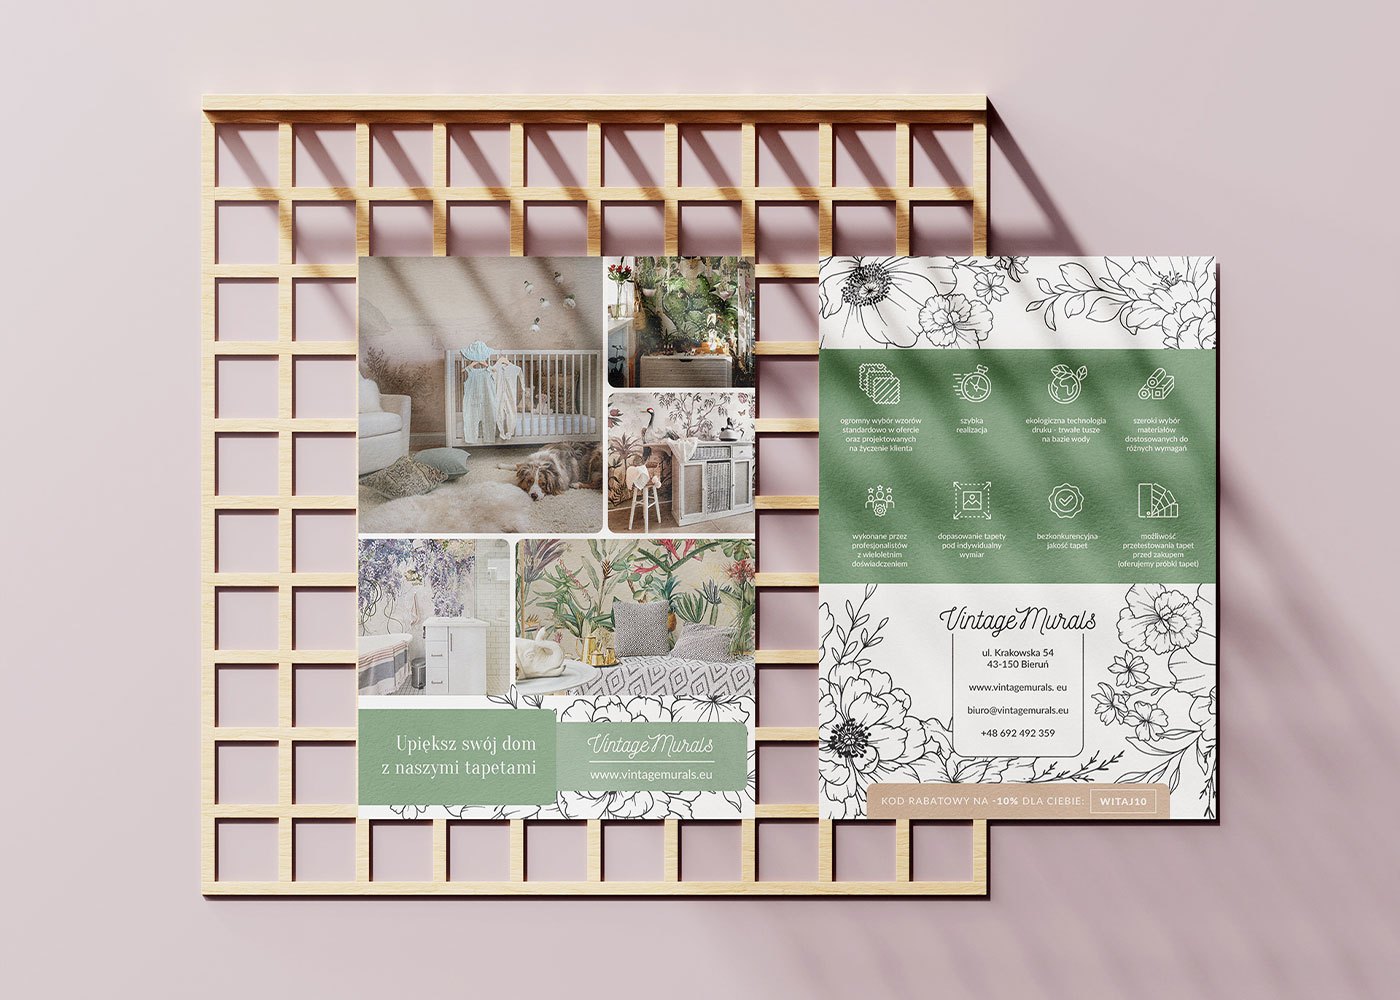 Upiększ swój dom
z naszymi tapetami
VintageMurals
www.vintagemurals.eu
ogromny wybór wzorów
standardowo w ofercie
oraz projektowanych
na życzenie klienta
szybka
realizacja
ekologiczna technologia
druku - trwałe tusze
na bazie wody
szeroki wybór
materiałów
dostosowanych do
różnych wymagań
wykonane przez
profesjonalistów
z wieloletnim
doświadczeniem
dopasowanie tapety
pod indywidualny
wymiar
bezkonkurencyjna
jakość tapet
możliwość
przetestowania tapet
przed zakupem
(oferujemy próbki tapet)
VintageMurals
ul. Krakowska 54
43-150 Bieruń
www.vintagemurals. eu
biuro@vintagemurals.eu
+48 692 492 359
KOD RABATOWY NA -10% DLA CIEBIE: WITAJ10